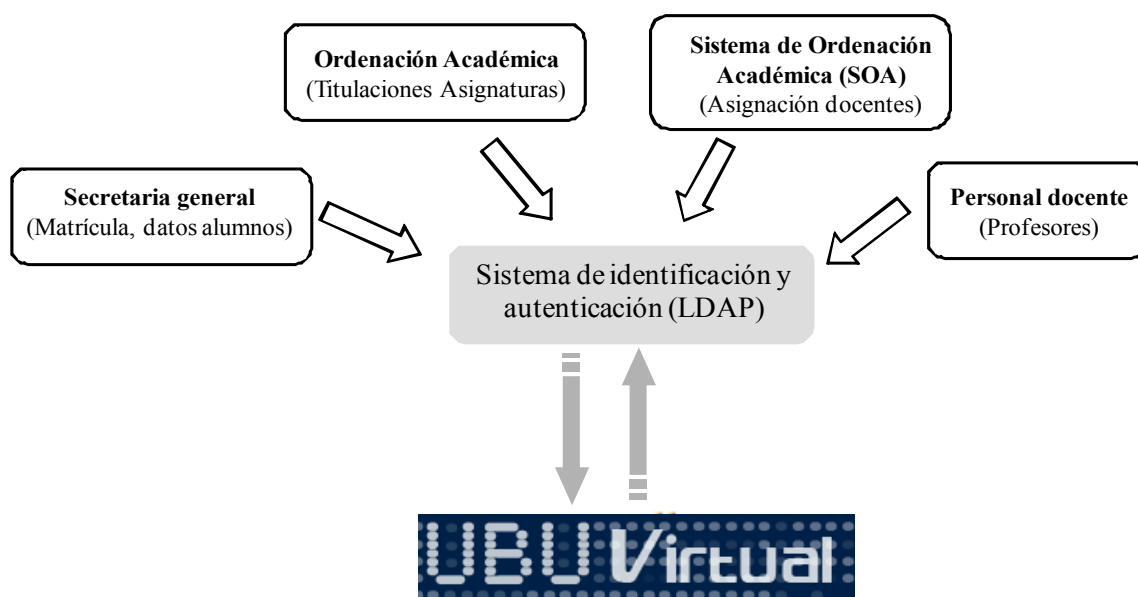 Ordenación Académica
(Titulaciones Asignaturas)
Sistema de Ordenación
Académica (SOA)
(Asignación docentes)
Secretaria general
(Matrícula, datos alumnos)
Personal docente
(Profesores)
Sistema de identificación y
autenticación (LDAP)
UBUVirtual